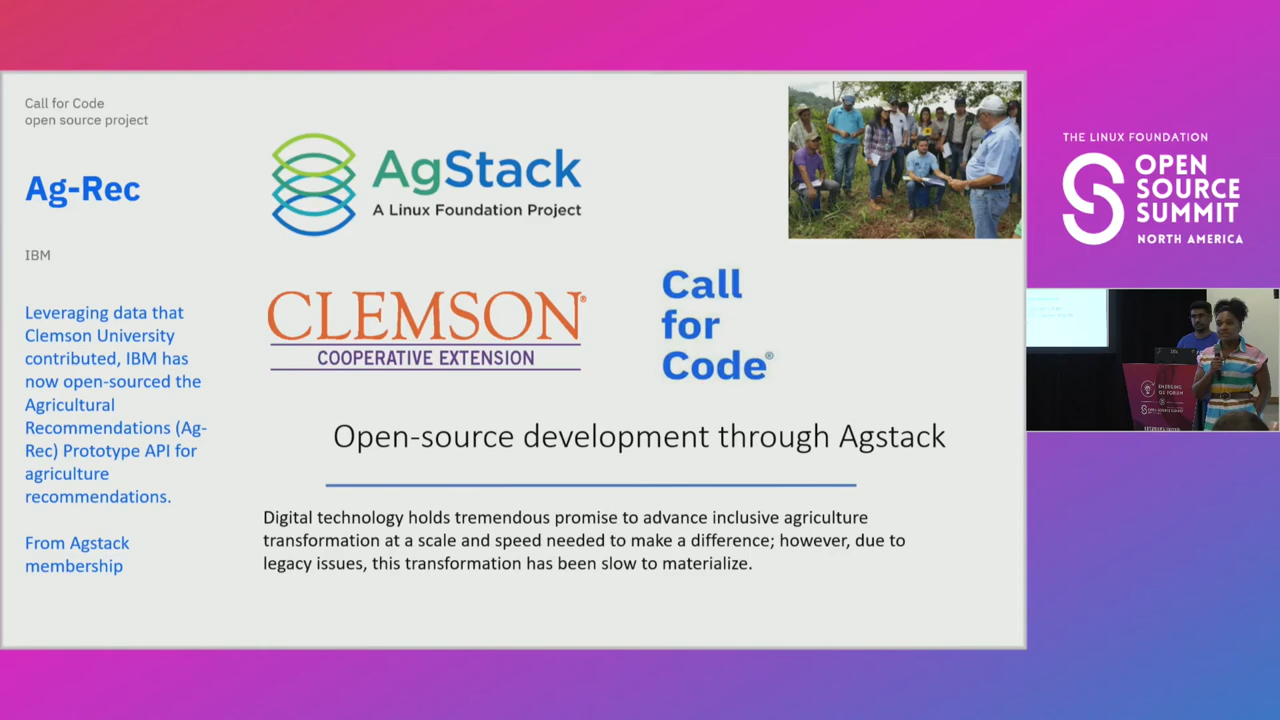 Call for Code
open source project
Ag-Rec
IBM
Leveraging data that
Clemson University
contributed, IBM has
now open-sourced the
Agricultural
Recommendations (Ag-
Rec) Prototype API for
agriculture
recommendations.
From Agstack
membership
AgStack
A Linux Foundation Project
CLEMSON®
COOPERATIVE EXTENSION
Call
for
Code®
Open-source development through Agstack
Digital technology holds tremendous promise to advance inclusive agriculture
transformation at a scale and speed needed to make a difference; however, due to
legacy issues, this transformation has been slow to materialize.
THE LINUX FOUNDATION
OPEN
SOURCE
SUMMIT
NORTH AMERICA
EMERGING
OS FORUM